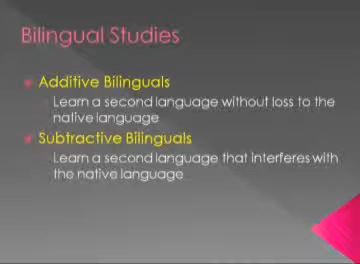 Bilingual Studies
Additive Bilinguals
Learn a second language without loss to the
native language
Subtractive Bilinguals
Learn a second language that interferes with
the native language